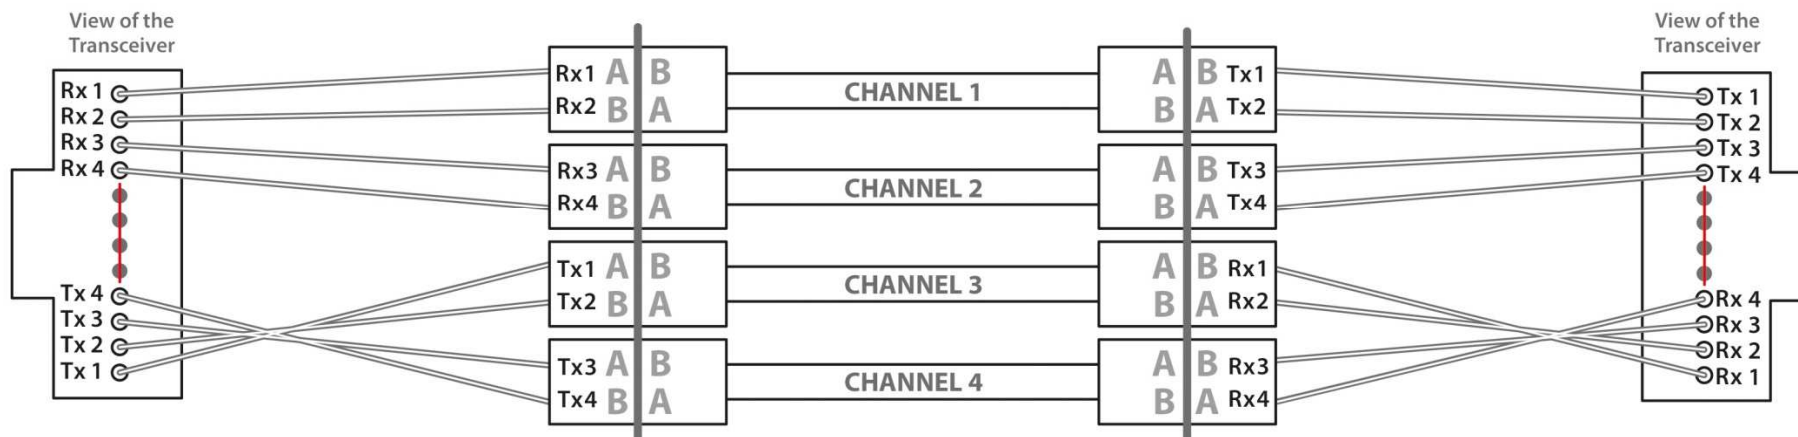 View of the
Transceiver
Rx 1
Rx 2
Rx 3
Rx 4
Tx 4
Tx 3
Tx 2
Tx 1
Rx1 A B
Rx2 B A
CHANNEL 1
A B Tx1
B A Tx2
Rx3 A B
Rx4 B A
CHANNEL 2
A B Tx3
B A Tx4
Tx1 A B
Tx2 B A
CHANNEL 3
A B Rx1
B A Rx2
Tx3 A B
Tx4 B A
CHANNEL 4
A B Rx3
B A Rx4
View of the
Transceiver
Tx 1
Tx 2
Tx 3
Tx 4
Rx 4
Rx 3
Rx 2
Rx 1